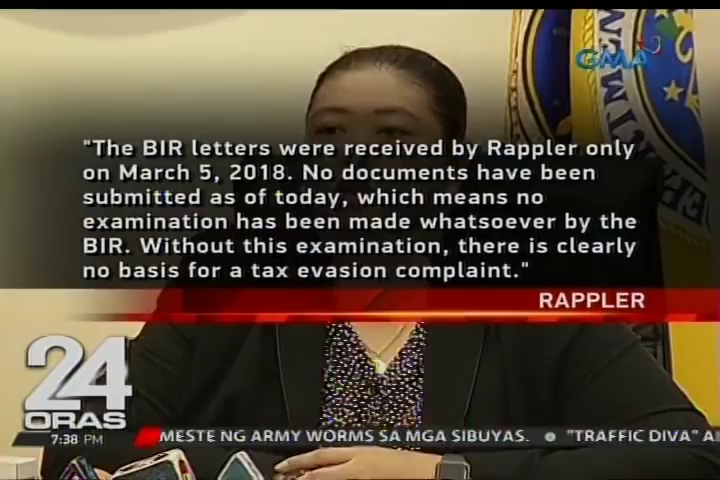 GMA
"The BIR letters were received by Rappler only
on March 5, 2018. No documents have been
submitted as of today, which means no
examination has been made whatsoever by the
BIR. Without this examination, there is clearly
no basis for a tax evasion complaint."
RAPPLER
24
ORAS
7:38 PM
MESTE NG ARMY WORMS SA MGA SIBUYAS. • "TRAFFIC DIVA"